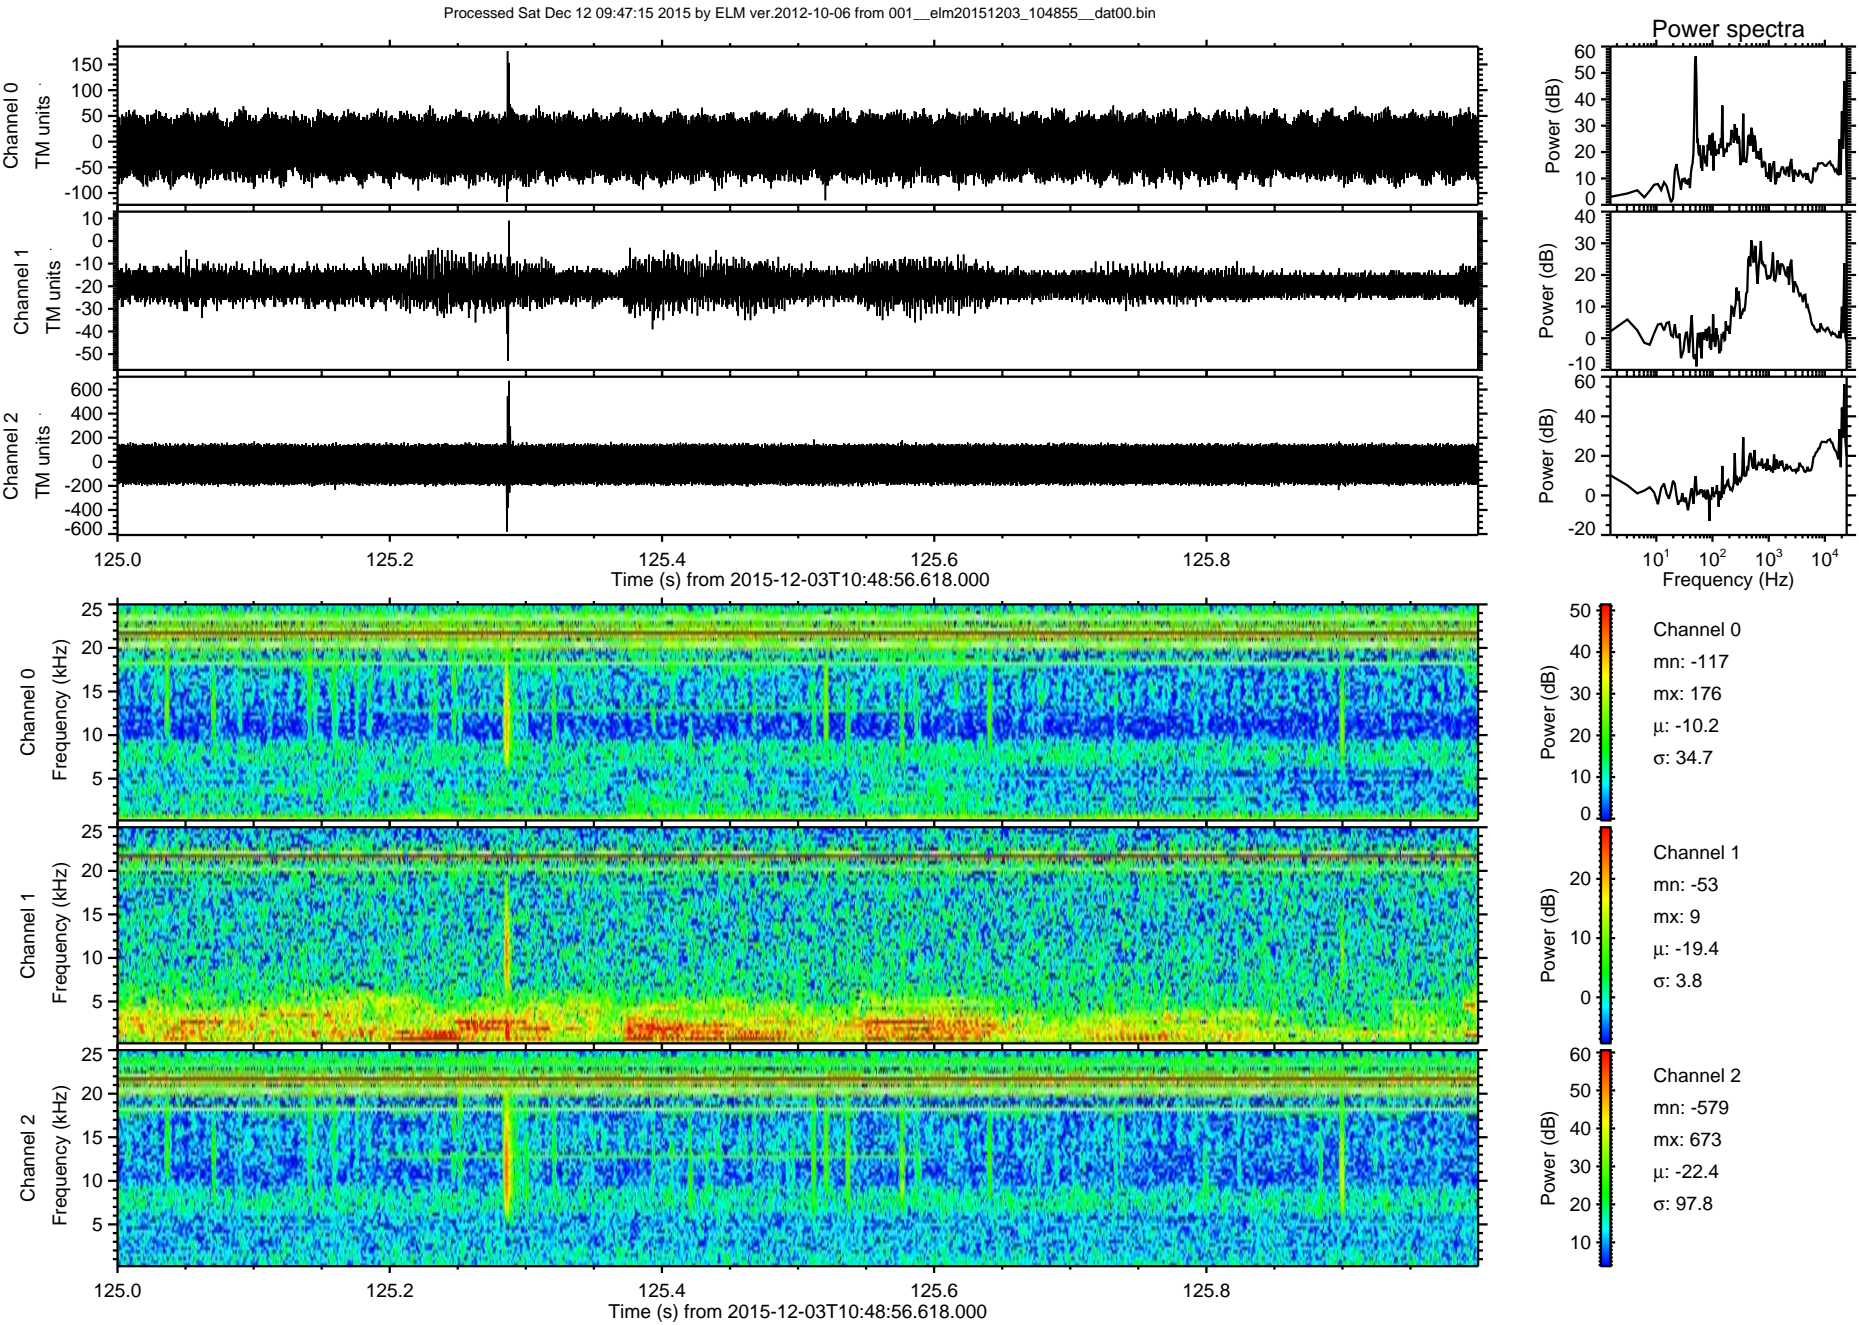 Processed Sat Dec 12 09:47:15 2015 by ELM ver.2012-10-06 from 001__elm20151203_104855__dat00.bin
Power spectra
Channel 0
TM units
150
100
50
0
-50
-100
Power (dB)
60
50
40
30
20
10
0
Channel 1
TM units
10
0
-10
-20
-30
-40
-50
Power (dB)
40
30
20
10
0
-10
Channel 2
TM units
600
400
200
0
-200
-400
-600
Power (dB)
60
40
20
0
-20
125.0 125.2 125.4 125.6 125.8
Time (s) from 2015-12-03T10:48:56.618.000
10¹ 10² 10³ 10⁴
Frequency (Hz)
Channel 0
Frequency (kHz)
25
20
15
10
5
Power (dB)
50
40
30
20
10
0
Channel 0
mn: -117
mx: 176
µ: -10.2
σ: 34.7
Channel 1
Frequency (kHz)
25
20
15
10
5
Power (dB)
20
10
0
Channel 1
mn: -53
mx: 9
µ: -19.4
σ: 3.8
Channel 2
Frequency (kHz)
25
20
15
10
5
Power (dB)
60
50
40
30
20
10
Channel 2
mn: -579
mx: 673
µ: -22.4
σ: 97.8
125.0 125.2 125.4 125.6 125.8
Time (s) from 2015-12-03T10:48:56.618.000